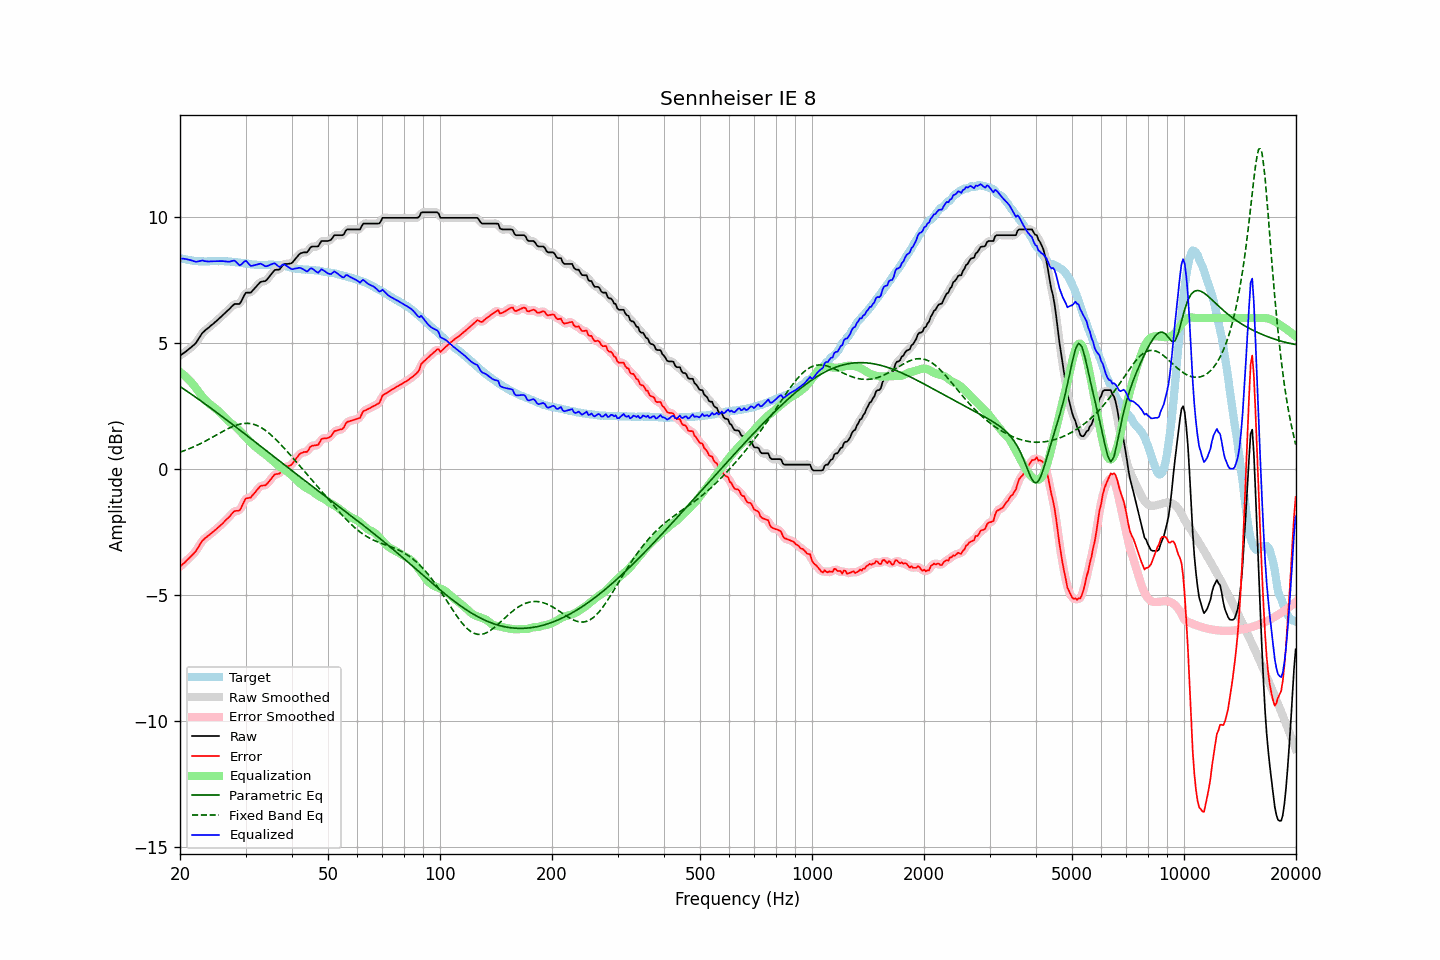 Sennheiser IE 8
Amplitude (dBr)
10
5
0
−5
−10
−15
Target
Raw Smoothed
Error Smoothed
Raw
Error
Equalization
Parametric Eq
Fixed Band Eq
Equalized
20
50
100
200
500
1000
2000
5000
10000
20000
Frequency (Hz)